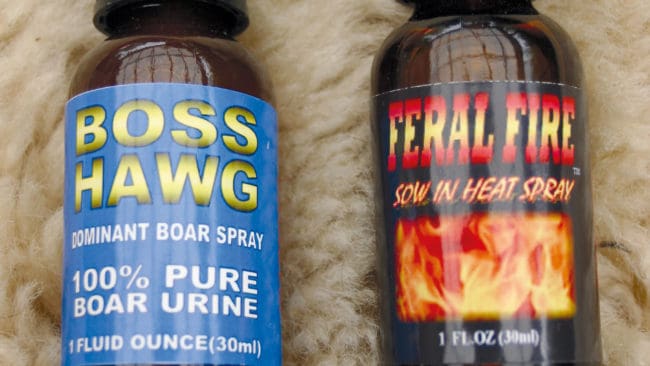 BOSS
HAWG
DOMINANT BOAR SPRAY
100% PURE
BOAR URINE
1 FLUID OUNCE(30ml)
FERAL FIRE™
SOW IN HEAT SPRAY
1 FL.OZ (30ml)